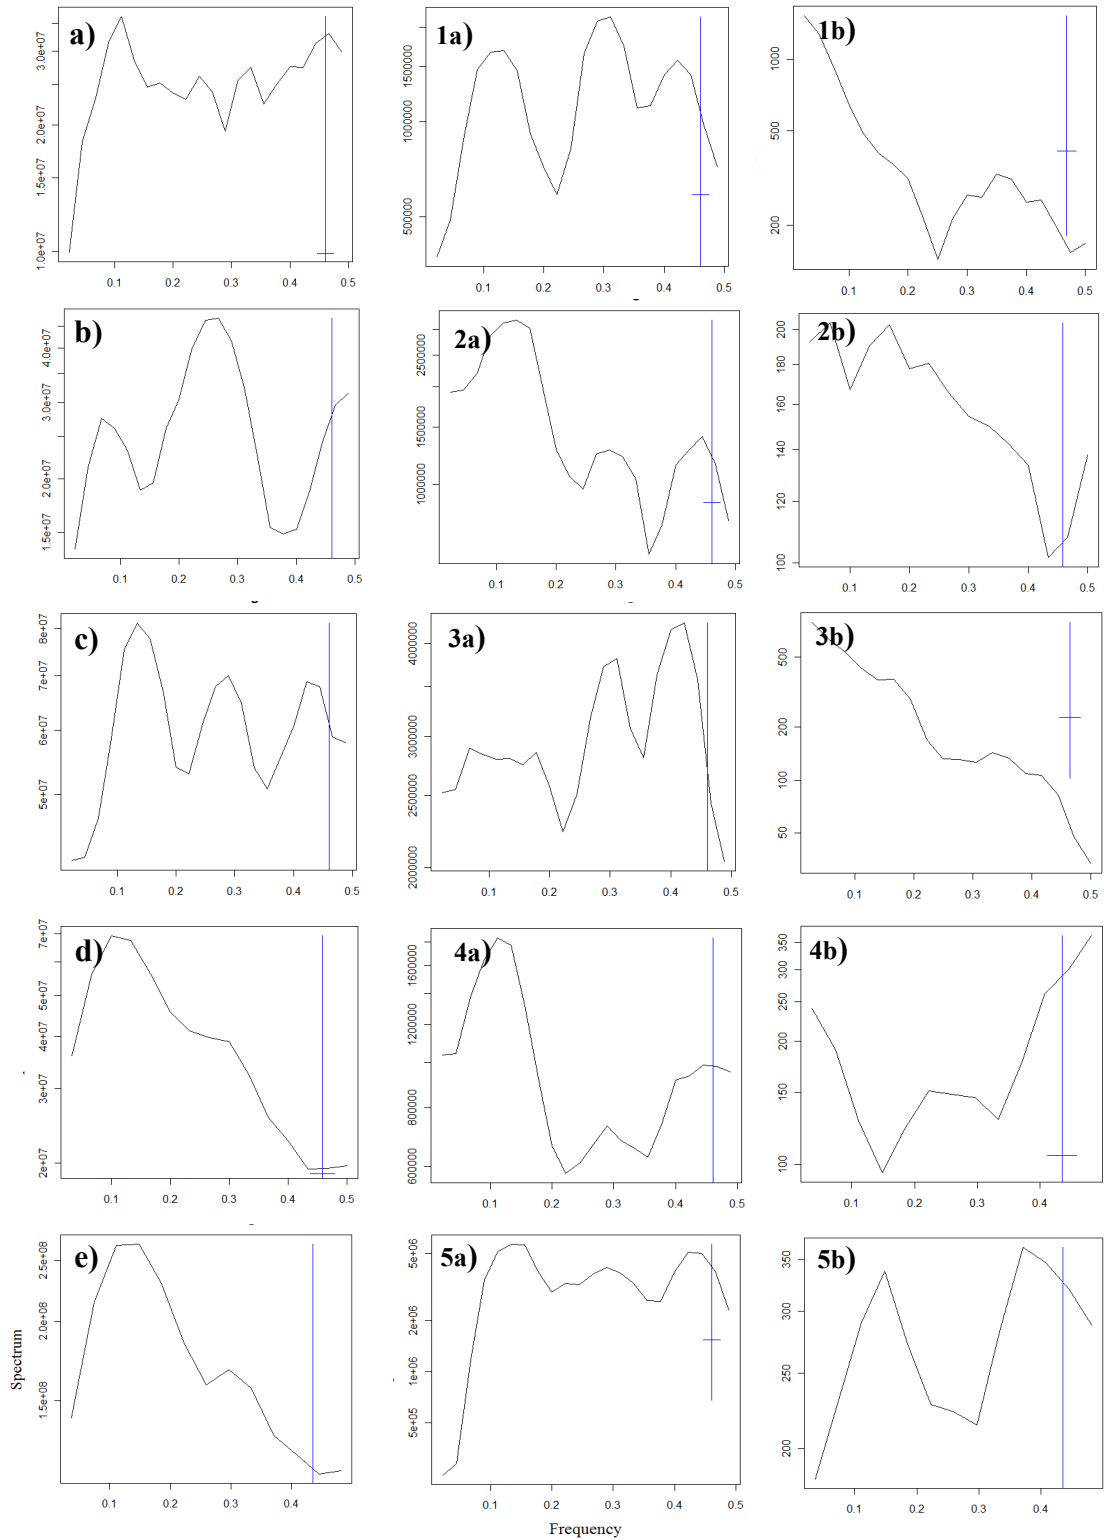 a)
3.0e+07
2.0e+07
1.5e+07
1.0e+07
0.1 0.2 0.3 0.4 0.5
1a)
1500000
1000000
500000
0.1 0.2 0.3 0.4 0.5
1b)
1000
500
200
0.1 0.2 0.3 0.4 0.5
b)
4.0e+07
3.0e+07
2.0e+07
1.5e+07
0.1 0.2 0.3 0.4 0.5
2a)
2500000
1500000
1000000
0.1 0.2 0.3 0.4 0.5
2b)
200
180
160
140
120
100
0.1 0.2 0.3 0.4 0.5
c)
8e+07
7e+07
6e+07
5e+07
0.1 0.2 0.3 0.4 0.5
3a)
4000000
3000000
2500000
2000000
0.1 0.2 0.3 0.4 0.5
3b)
500
200
100
50
0.1 0.2 0.3 0.4 0.5
d)
7e+07
5e+07
4e+07
3e+07
2e+07
0.1 0.2 0.3 0.4 0.5
4a)
1600000
1200000
800000
600000
0.1 0.2 0.3 0.4 0.5
4b)
350
300
250
200
150
100
0.1 0.2 0.3 0.4
e)
2.5e+08
2.0e+08
1.5e+08
0.1 0.2 0.3 0.4
Spectrum
5a)
5e+06
2e+06
1e+06
5e+05
0.1 0.2 0.3 0.4 0.5
5b)
350
300
250
200
0.1 0.2 0.3 0.4
Frequency